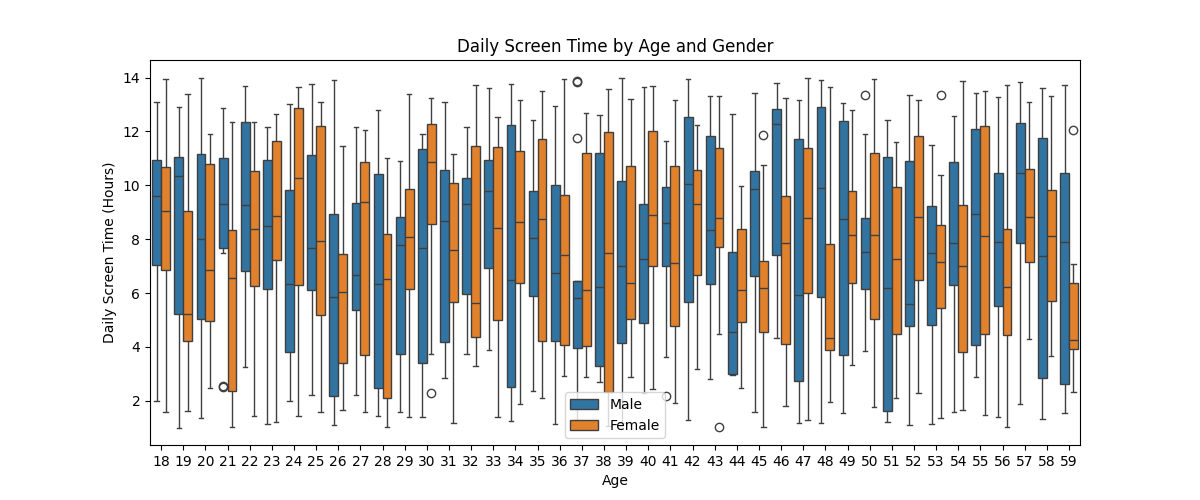 Daily Screen Time by Age and Gender
Daily Screen Time (Hours)
14
12
10
8
6
4
2
Male
Female
18 19 20 21 22 23 24 25 26 27 28 29 30 31 32 33 34 35 36 37 38 39 40 41 42 43 44 45 46 47 48 49 50 51 52 53 54 55 56 57 58 59
Age